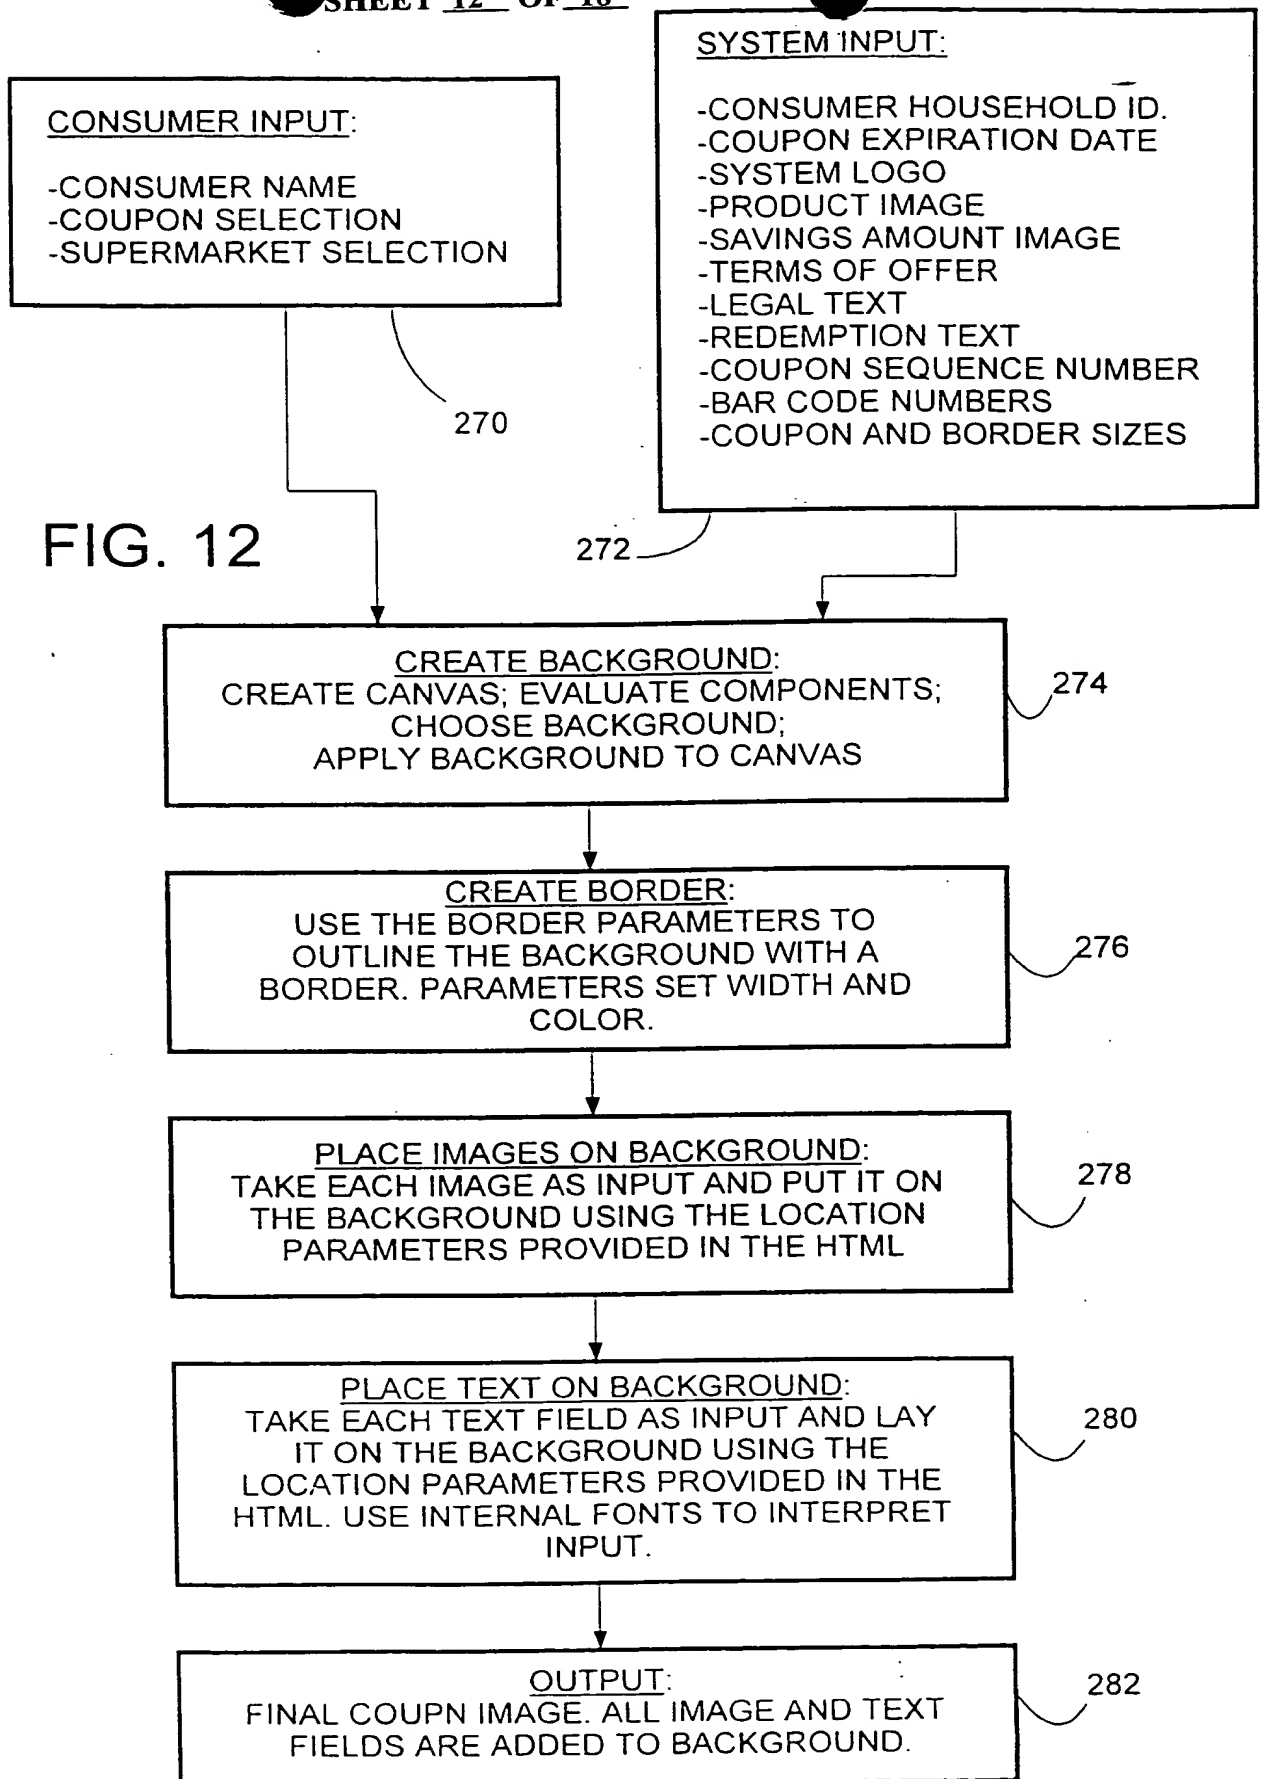 SHEET 12 OF 18
CONSUMER INPUT:
-CONSUMER NAME
-COUPON SELECTION
-SUPERMARKET SELECTION
270
SYSTEM INPUT:
-CONSUMER HOUSEHOLD ID.
-COUPON EXPIRATION DATE
-SYSTEM LOGO
-PRODUCT IMAGE
-SAVINGS AMOUNT IMAGE
-TERMS OF OFFER
-LEGAL TEXT
-REDEMPTION TEXT
-COUPON SEQUENCE NUMBER
-BAR CODE NUMBERS
-COUPON AND BORDER SIZES
272
FIG. 12
CREATE BACKGROUND:
CREATE CANVAS; EVALUATE COMPONENTS;
CHOOSE BACKGROUND;
APPLY BACKGROUND TO CANVAS
274
CREATE BORDER:
USE THE BORDER PARAMETERS TO
OUTLINE THE BACKGROUND WITH A
BORDER. PARAMETERS SET WIDTH AND
COLOR.
276
PLACE IMAGES ON BACKGROUND:
TAKE EACH IMAGE AS INPUT AND PUT IT ON
THE BACKGROUND USING THE LOCATION
PARAMETERS PROVIDED IN THE HTML
278
PLACE TEXT ON BACKGROUND:
TAKE EACH TEXT FIELD AS INPUT AND LAY
IT ON THE BACKGROUND USING THE
LOCATION PARAMETERS PROVIDED IN THE
HTML. USE INTERNAL FONTS TO INTERPRET
INPUT.
280
OUTPUT:
FINAL COUPN IMAGE. ALL IMAGE AND TEXT
FIELDS ARE ADDED TO BACKGROUND.
282